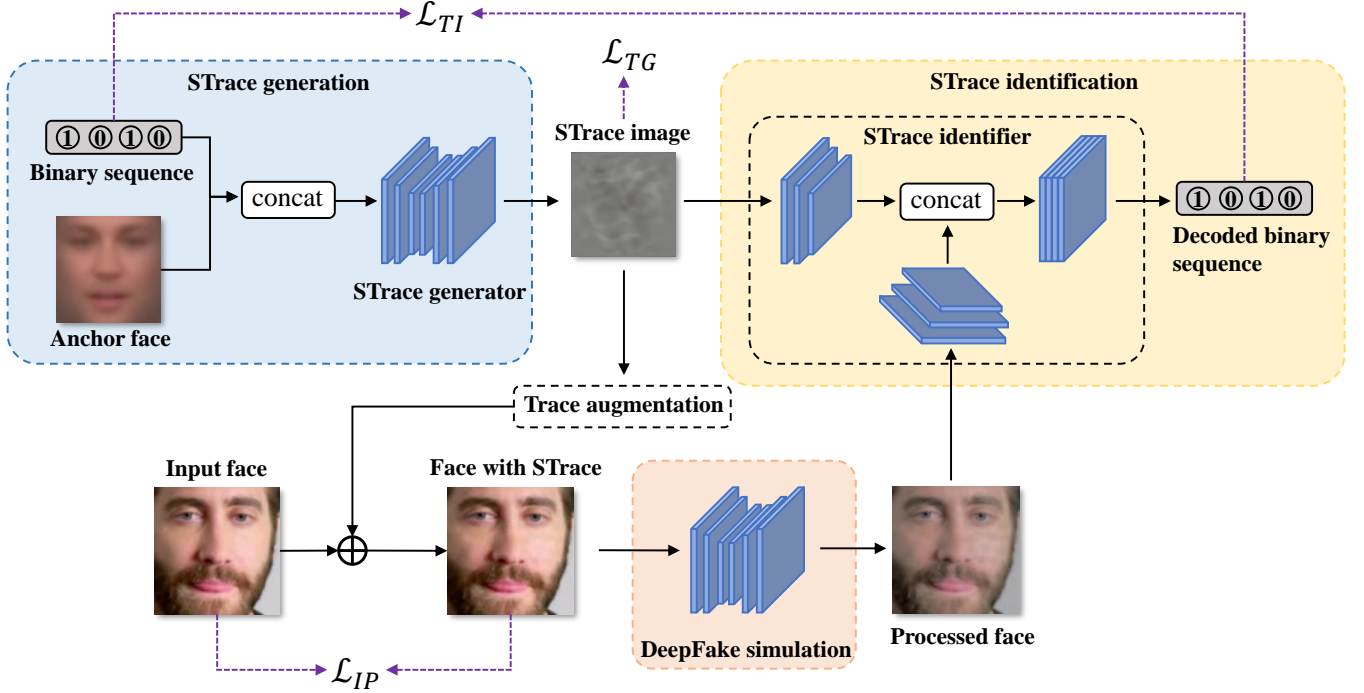 ℒ_TI
STrace generation
ℒ_TG
STrace identification
1 0 1 0
Binary sequence
concat
STrace generator
Anchor face
STrace image
STrace identifier
concat
1 0 1 0
Decoded binary
sequence
Trace augmentation
Input face
Face with STrace
DeepFake simulation
Processed face
ℒ_IP